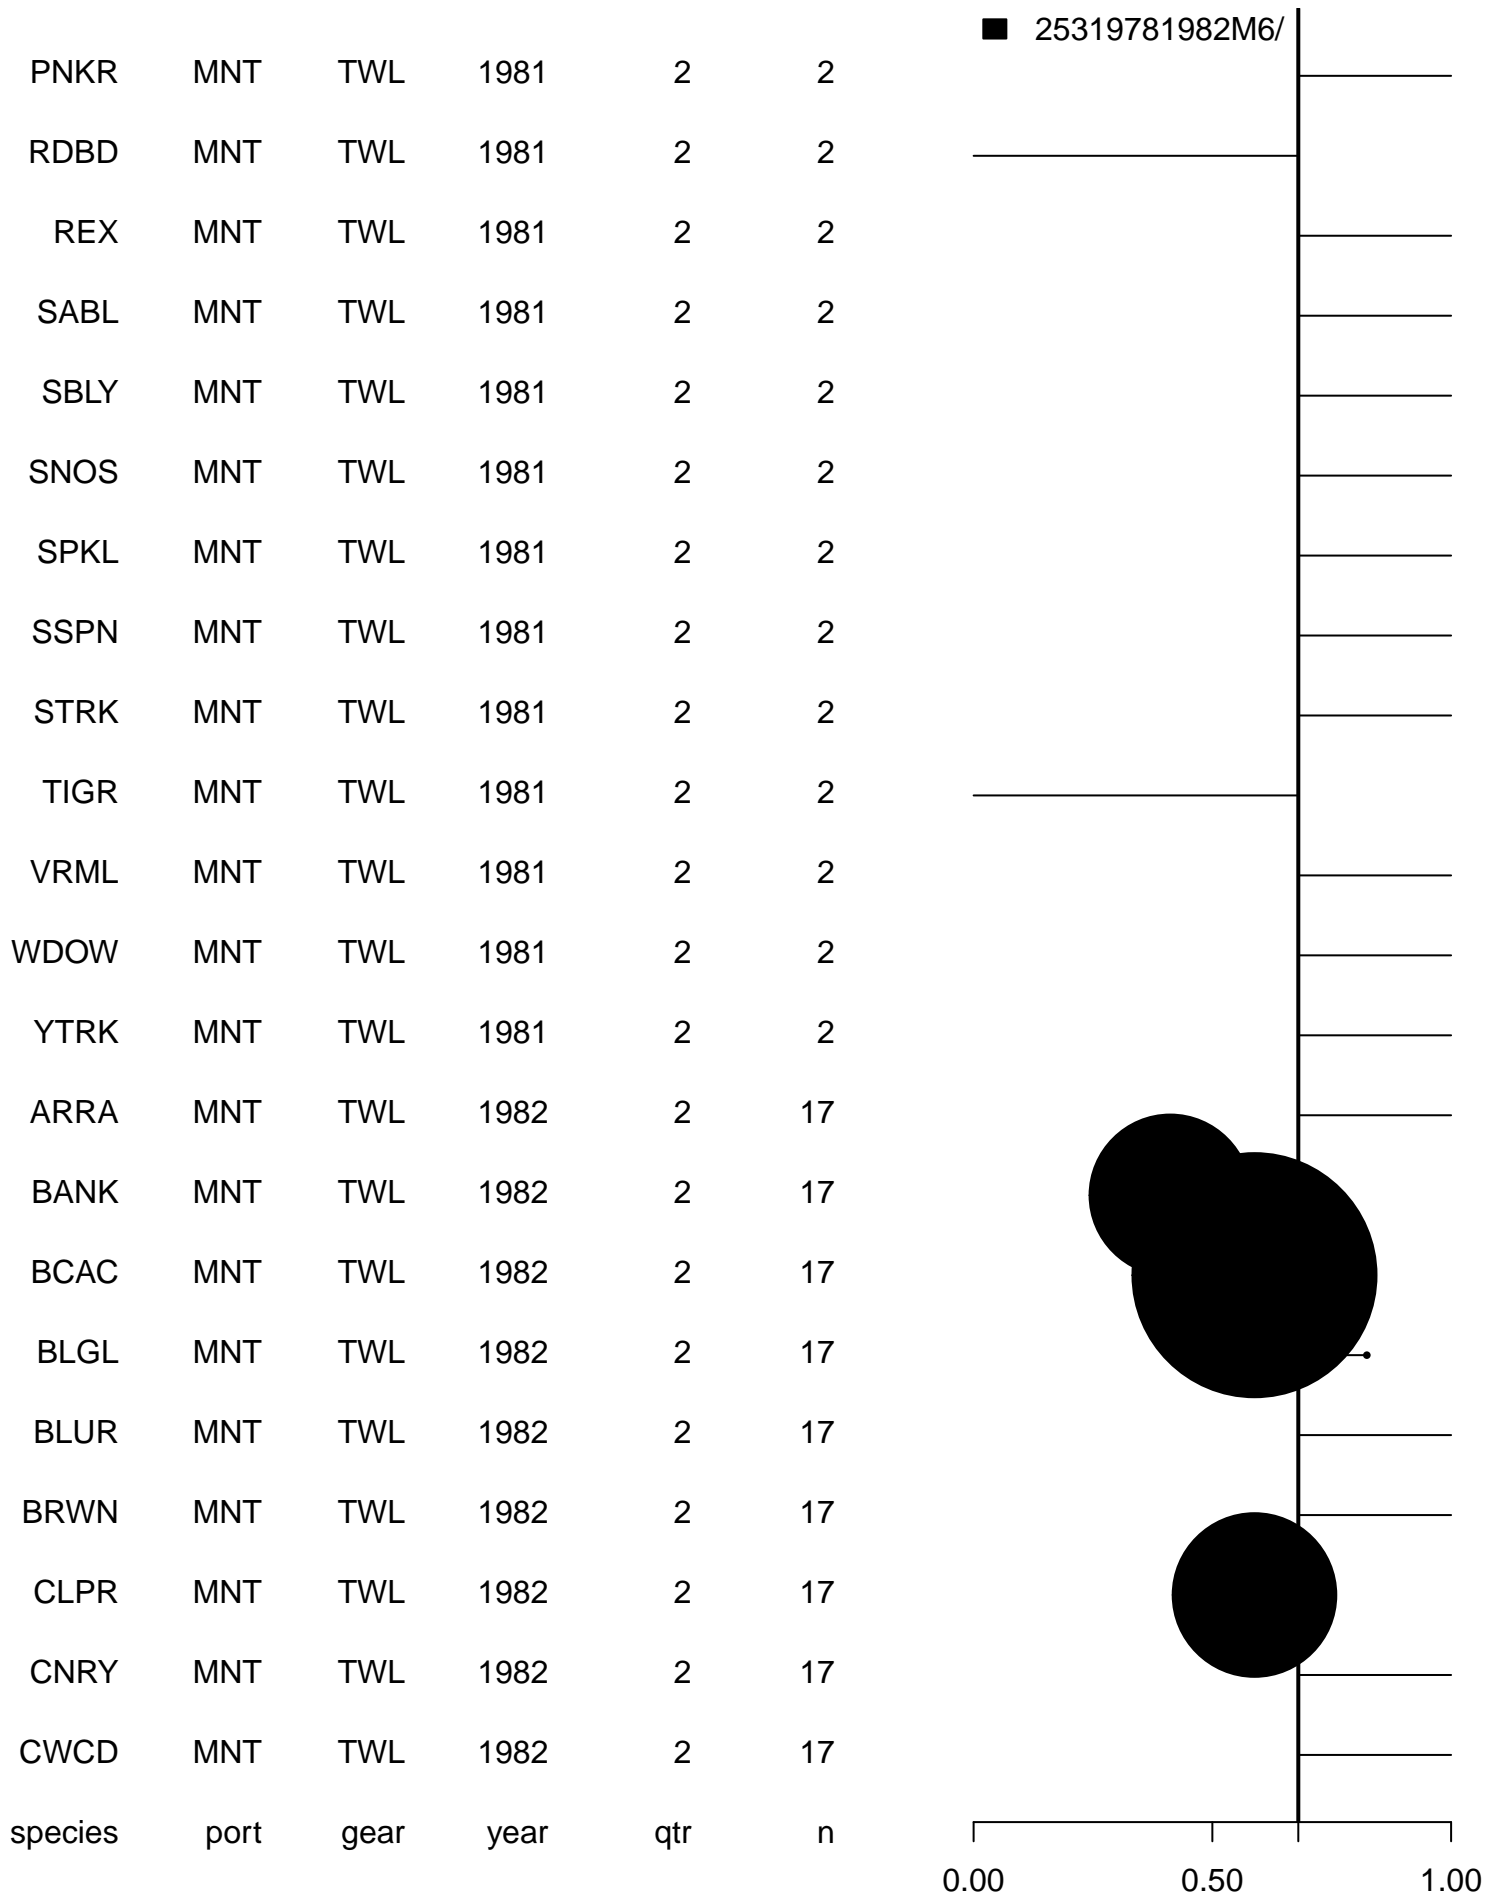 25319781982M6/
PNKR MNT TWL 1981 2 2
RDBD MNT TWL 1981 2 2
REX MNT TWL 1981 2 2
SABL MNT TWL 1981 2 2
SBLY MNT TWL 1981 2 2
SNOS MNT TWL 1981 2 2
SPKL MNT TWL 1981 2 2
SSPN MNT TWL 1981 2 2
STRK MNT TWL 1981 2 2
TIGR MNT TWL 1981 2 2
VRML MNT TWL 1981 2 2
WDOW MNT TWL 1981 2 2
YTRK MNT TWL 1981 2 2
ARRA MNT TWL 1982 2 17
BANK MNT TWL 1982 2 17
BCAC MNT TWL 1982 2 17
BLGL MNT TWL 1982 2 17
BLUR MNT TWL 1982 2 17
BRWN MNT TWL 1982 2 17
CLPR MNT TWL 1982 2 17
CNRY MNT TWL 1982 2 17
CWCD MNT TWL 1982 2 17
species port gear year qtr n
0.00 0.50 1.00